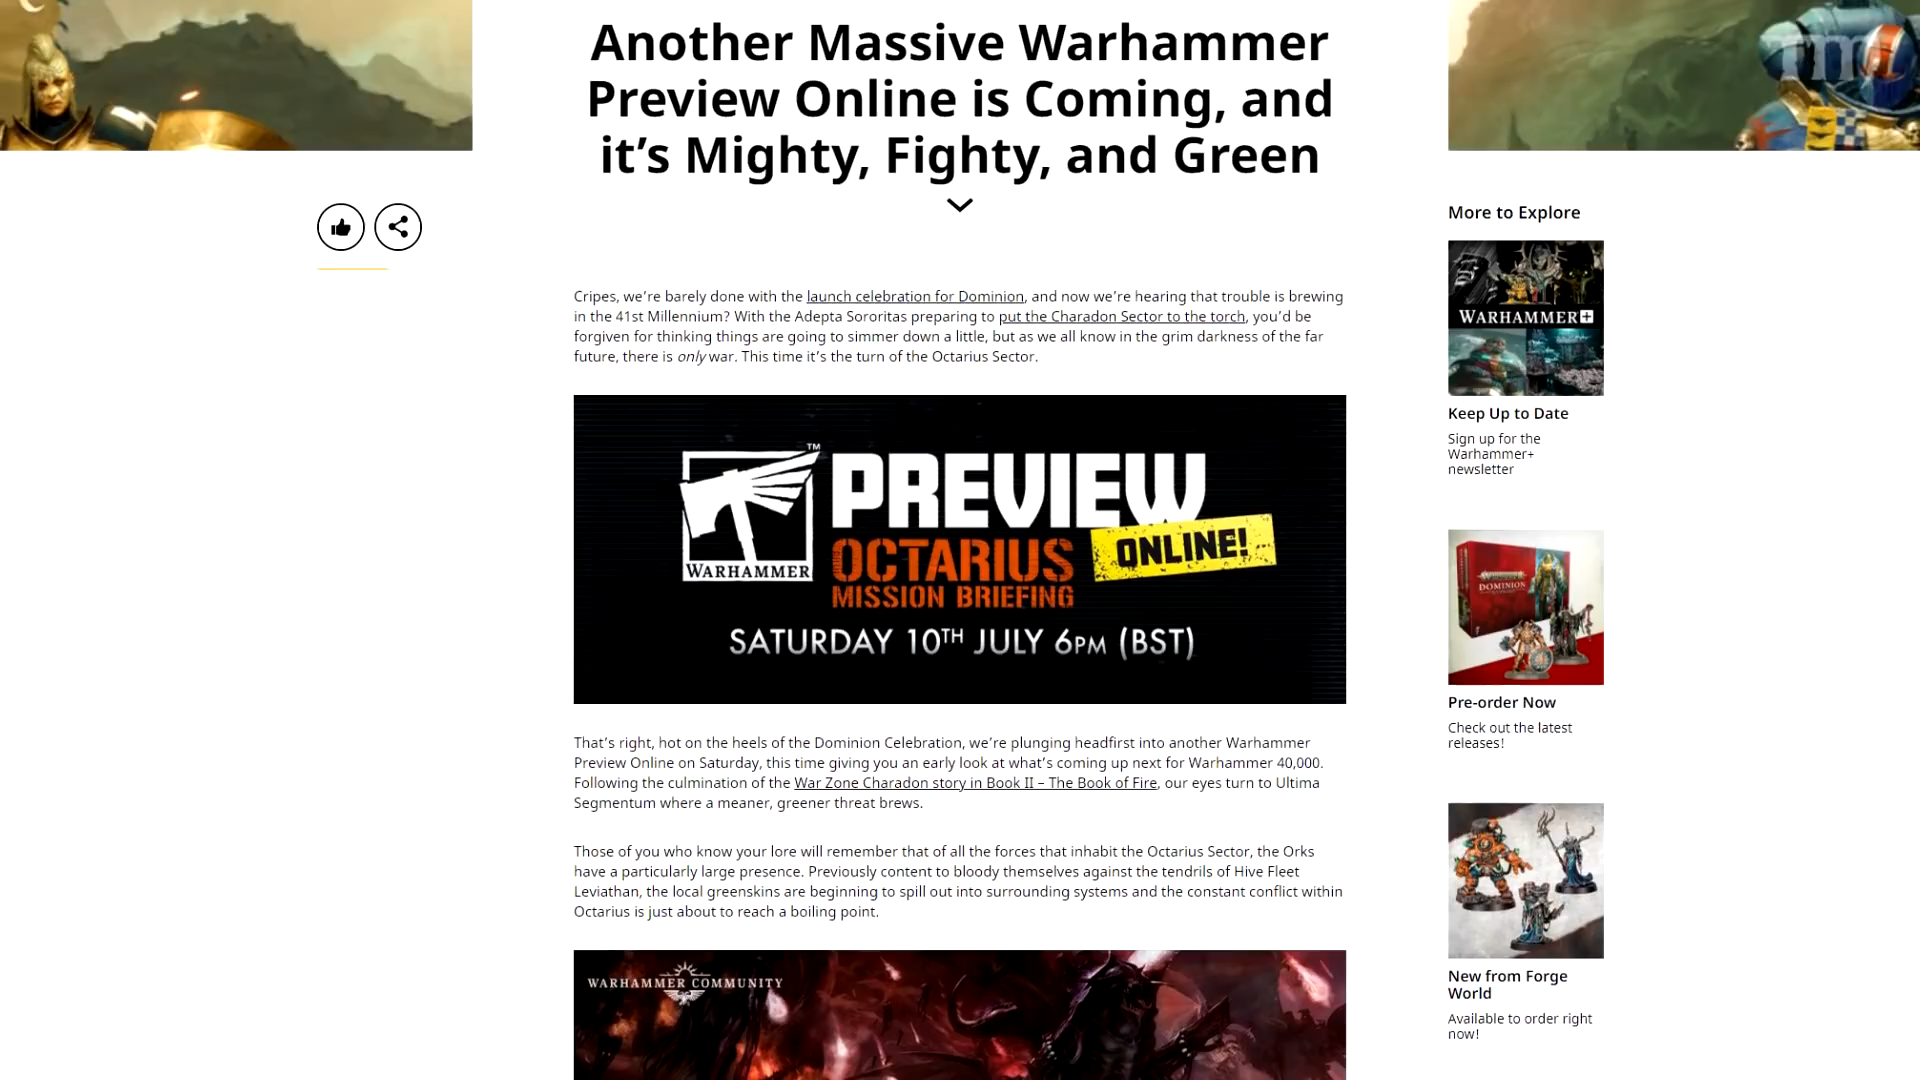 Another Massive Warhammer
Preview Online is Coming, and
it’s Mighty, Fighty, and Green
Cripes, we’re barely done with the launch celebration for Dominion, and now we’re hearing that trouble is brewing
in the 41st Millennium? With the Adepta Sororitas preparing to put the Charadon Sector to the torch, you’d be
forgiven for thinking things are going to simmer down a little, but as we all know in the grim darkness of the far
future, there is only war. This time it’s the turn of the Octarius Sector.
WARHAMMER
™
PREVIEW
ONLINE!
OCTARIUS
MISSION BRIEFING
SATURDAY 10TH JULY 6PM (BST)
That’s right, hot on the heels of the Dominion Celebration, we’re plunging headfirst into another Warhammer
Preview Online on Saturday, this time giving you an early look at what’s coming up next for Warhammer 40,000.
Following the culmination of the War Zone Charadon story in Book II – The Book of Fire, our eyes turn to Ultima
Segmentum where a meaner, greener threat brews.
Those of you who know your lore will remember that of all the forces that inhabit the Octarius Sector, the Orks
have a particularly large presence. Previously content to bloody themselves against the tendrils of Hive Fleet
Leviathan, the local greenskins are beginning to spill out into surrounding systems and the constant conflict within
Octarius is just about to reach a boiling point.
WARHAMMER COMMUNITY
More to Explore
WARHAMMER+
Keep Up to Date
Sign up for the
Warhammer+
newsletter
DOMINION
Pre-order Now
Check out the latest
releases!
New from Forge
World
Available to order right
now!